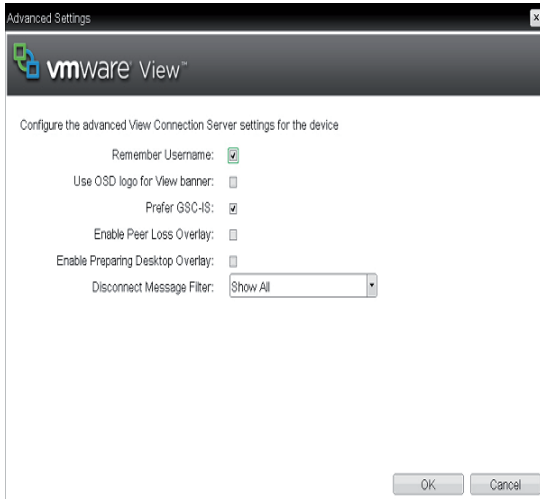 Advanced Settings
vmware View™
Configure the advanced View Connection Server settings for the device
Remember Username:
Use OSD logo for View banner:
Prefer GSC-IS:
Enable Peer Loss Overlay:
Enable Preparing Desktop Overlay:
Disconnect Message Filter: Show All
OK Cancel